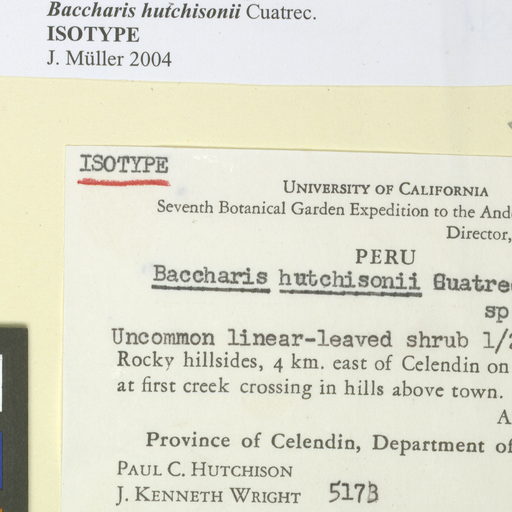 Baccharis hutchisonii Cuatrec.
ISOTYPE
J. Müller 2004
ISOTYPE
UNIVERSITY OF CALIFORNIA
Seventh Botanical Garden Expedition to the And
Director,
PERU
Baccharis hutchisonii Cuatrec
sp
Uncommon linear-leaved shrub 1/2
Rocky hillsides, 4 km. east of Celendin on
at first creek crossing in hills above town.
A
Province of Celendin, Department of
PAUL C. HUTCHISON
J. KENNETH WRIGHT 5173